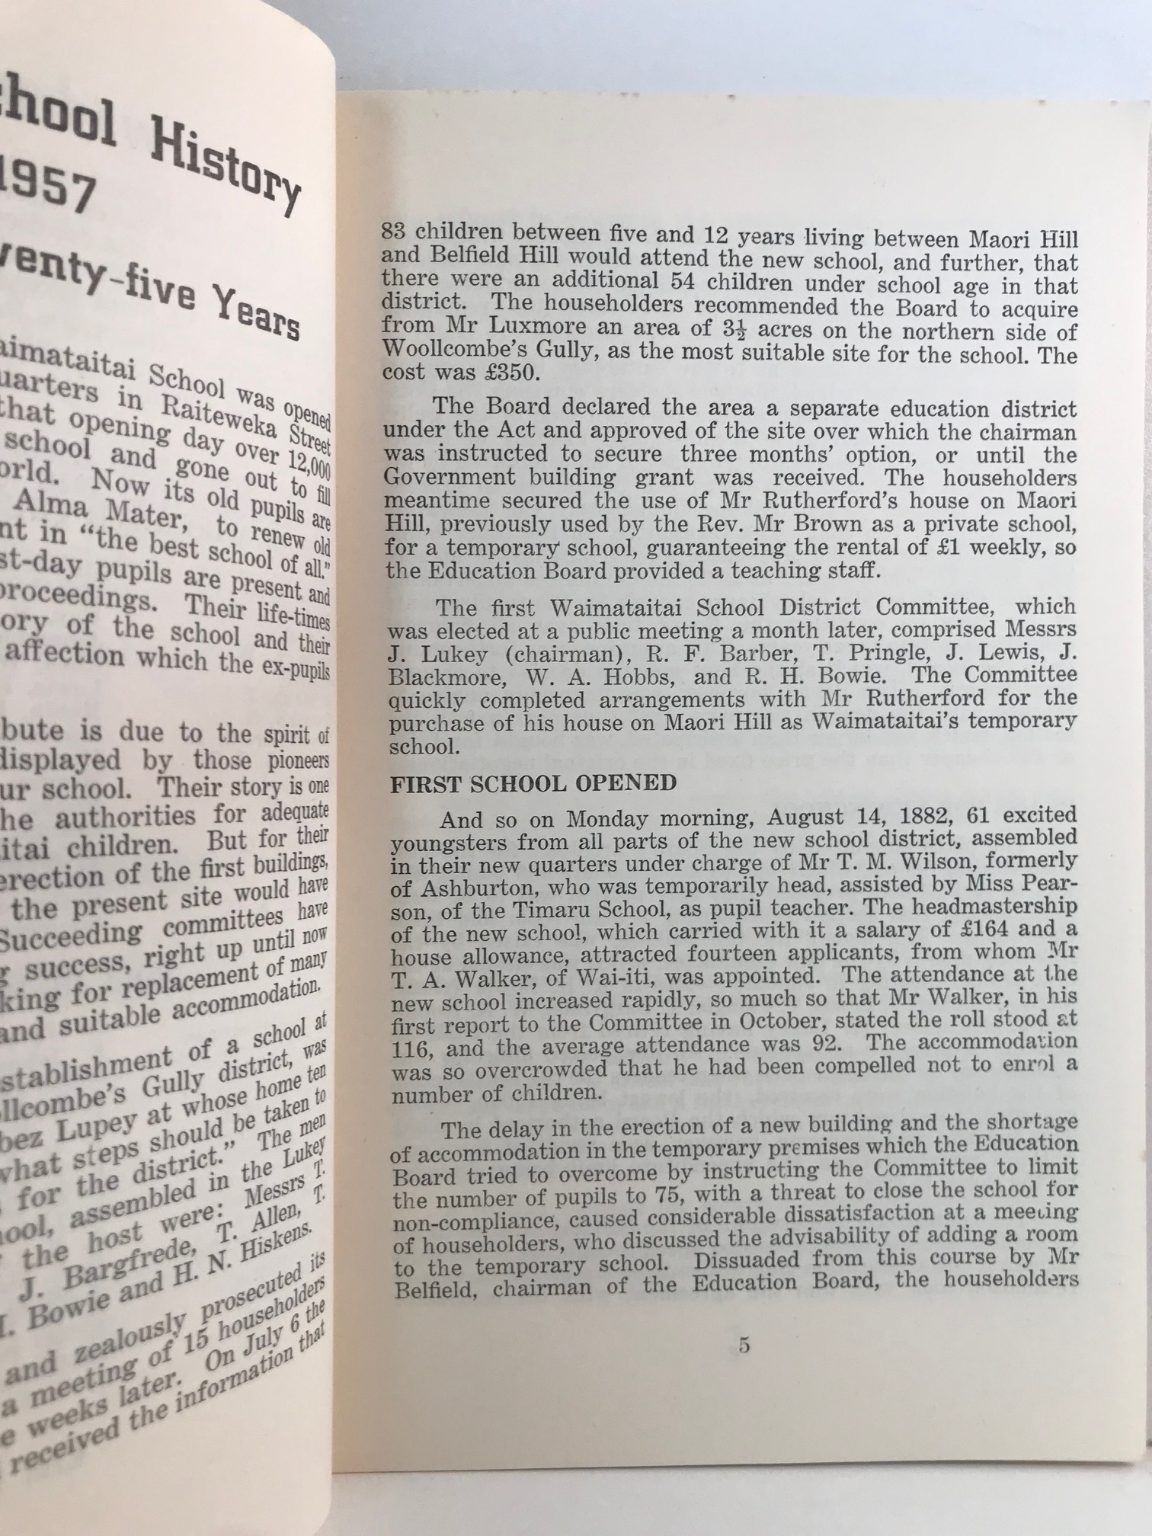 chool History
1957
wenty-five Years
aimataitai School was opened
uarters in Raiteweka Street
that opening day over 12,000
school and gone out to fill
orld. Now its old pupils are
Alma Mater, to renew old
nt in "the best school of all."
st-day pupils are present and
proceedings. Their life-times
ory of the school and their
affection which the ex-pupils
bute is due to the spirit of
displayed by those pioneers
ur school. Their story is one
he authorities for adequate
itai children. But for their
erection of the first buildings,
the present site would have
Succeeding committees have
g success, right up until now
king for replacement of many
and suitable accommodation.
stablishment of a school at
llcombe's Gully district, was
bez Lupey at whose home ten
what steps should be taken to
for the district." The men
ool, assembled in the Lukey
the host were: Messrs T.
J. Bargfrede, T. Allen, T.
I. Bowie and H. N. Hiskens.
and zealously prosecuted its
a meeting of 15 householders
e weeks later. On July 6 the
received the information that
83 children between five and 12 years living between Maori Hill
and Belfield Hill would attend the new school, and further, that
there were an additional 54 children under school age in that
district. The householders recommended the Board to acquire
from Mr Luxmore an area of 3½ acres on the northern side of
Woollcombe's Gully, as the most suitable site for the school. The
cost was £350.
The Board declared the area a separate education district
under the Act and approved of the site over which the chairman
was instructed to secure three months' option, or until the
Government building grant was received. The householders
meantime secured the use of Mr Rutherford's house on Maori
Hill, previously used by the Rev. Mr Brown as a private school,
for a temporary school, guaranteeing the rental of £1 weekly, so
the Education Board provided a teaching staff.
The first Waimataitai School District Committee, which
was elected at a public meeting a month later, comprised Messrs
J. Lukey (chairman), R. F. Barber, T. Pringle, J. Lewis, J.
Blackmore, W. A. Hobbs, and R. H. Bowie. The Committee
quickly completed arrangements with Mr Rutherford for the
purchase of his house on Maori Hill as Waimataitai's temporary
school.
FIRST SCHOOL OPENED
And so on Monday morning, August 14, 1882, 61 excited
youngsters from all parts of the new school district, assembled
in their new quarters under charge of Mr T. M. Wilson, formerly
of Ashburton, who was temporarily head, assisted by Miss Pear-
son, of the Timaru School, as pupil teacher. The headmastership
of the new school, which carried with it a salary of £164 and a
house allowance, attracted fourteen applicants, from whom Mr
T. A. Walker, of Wai-iti, was appointed. The attendance at the
new school increased rapidly, so much so that Mr Walker, in his
first report to the Committee in October, stated the roll stood at
116, and the average attendance was 92. The accommodation
was so overcrowded that he had been compelled not to enrol a
number of children.
The delay in the erection of a new building and the shortage
of accommodation in the temporary premises which the Education
Board tried to overcome by instructing the Committee to limit
the number of pupils to 75, with a threat to close the school for
non-compliance, caused considerable dissatisfaction at a meeting
of householders, who discussed the advisability of adding a room
to the temporary school. Dissuaded from this course by Mr
Belfield, chairman of the Education Board, the householders
5